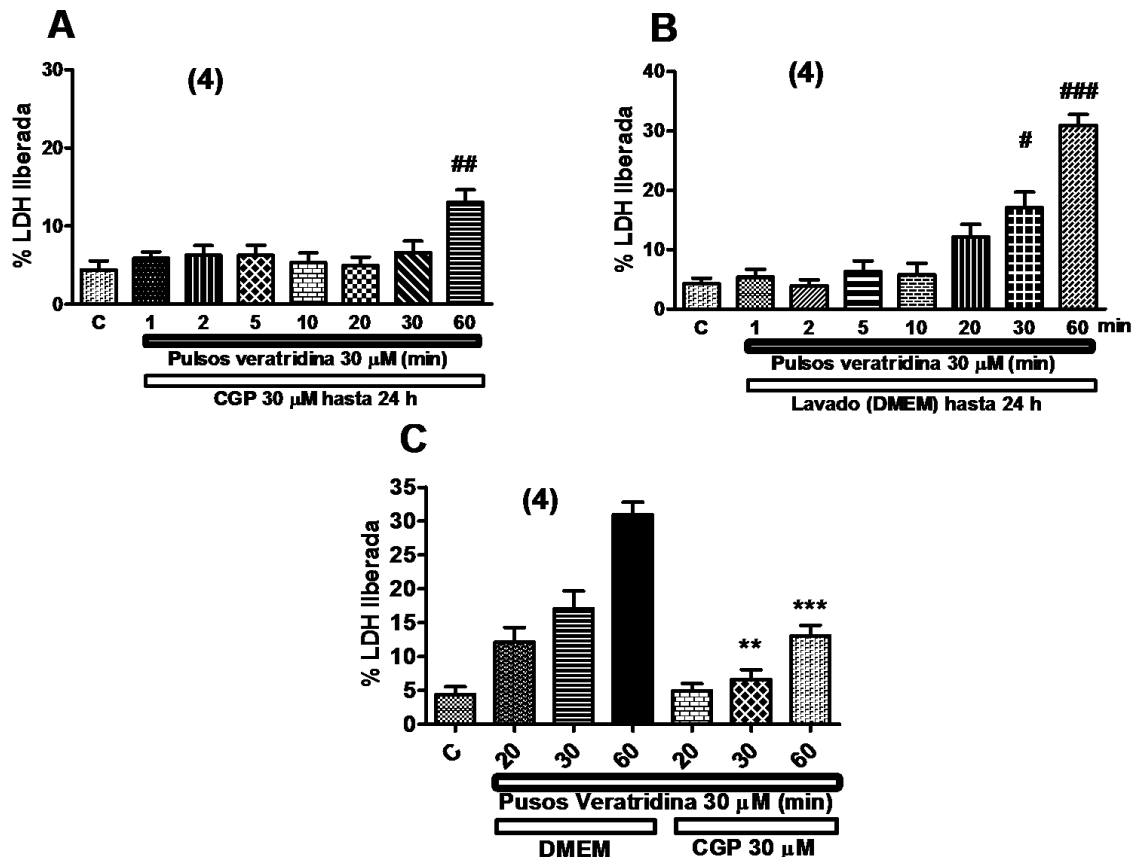 A
(4)
% LDH liberada
30
20
10
0
##
C 1 2 5 10 20 30 60
Pulsos veratridina 30 µM (min)
CGP 30 µM hasta 24 h
B
(4)
% LDH liberada
40
30
20
10
0
#
###
C 1 2 5 10 20 30 60 min
Pulsos veratridina 30 µM (min)
Lavado (DMEM) hasta 24 h
C
(4)
% LDH liberada
35
30
25
20
15
10
5
0
**
***
C 20 30 60 20 30 60
Pusos Veratridina 30 µM (min)
DMEM CGP 30 µM